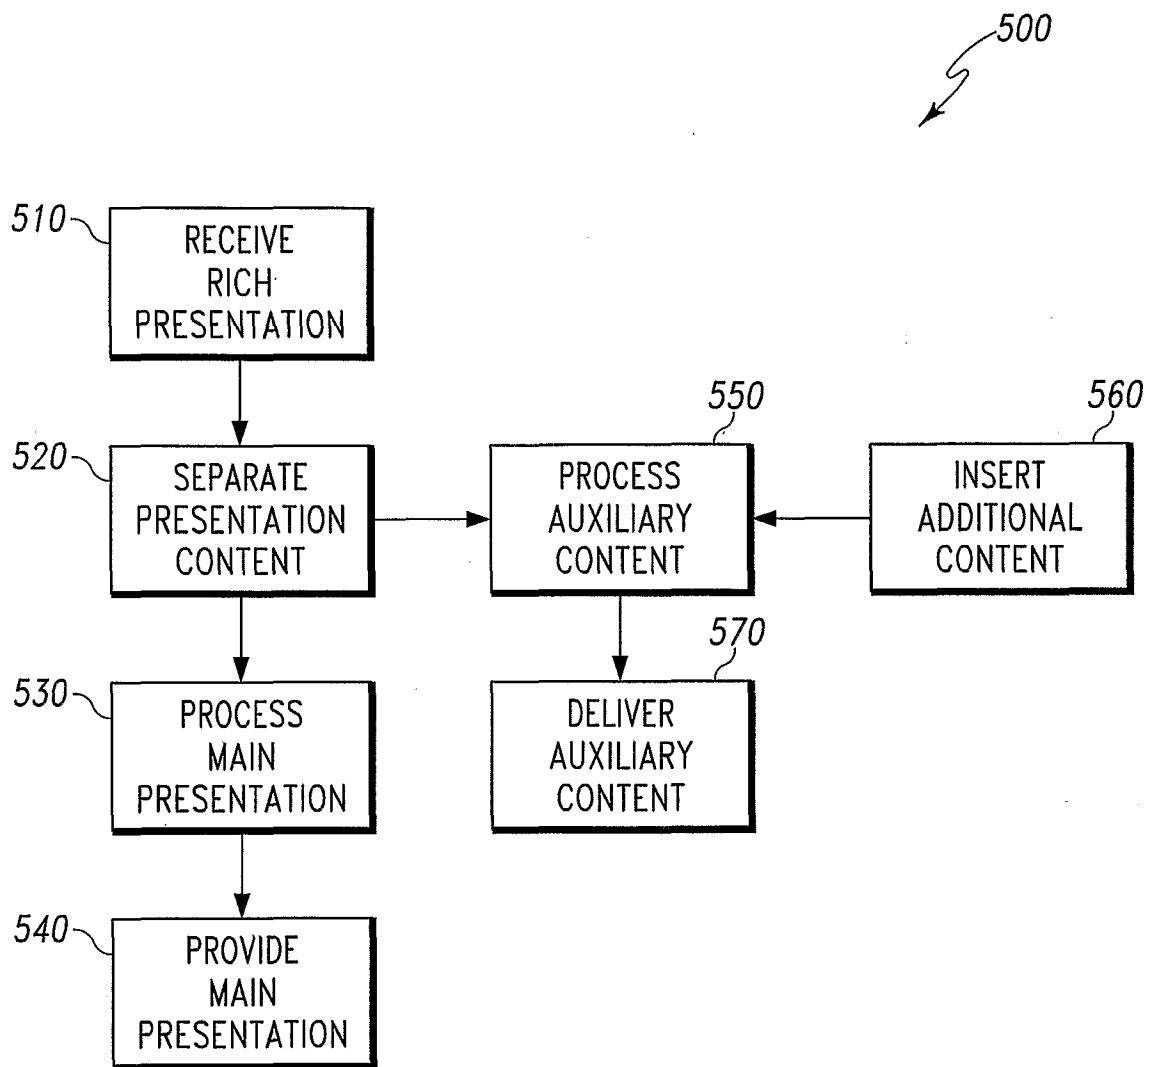 500
510
RECEIVE
RICH
PRESENTATION
520
SEPARATE
PRESENTATION
CONTENT
550
PROCESS
AUXILIARY
CONTENT
560
INSERT
ADDITIONAL
CONTENT
530
PROCESS
MAIN
PRESENTATION
570
DELIVER
AUXILIARY
CONTENT
540
PROVIDE
MAIN
PRESENTATION